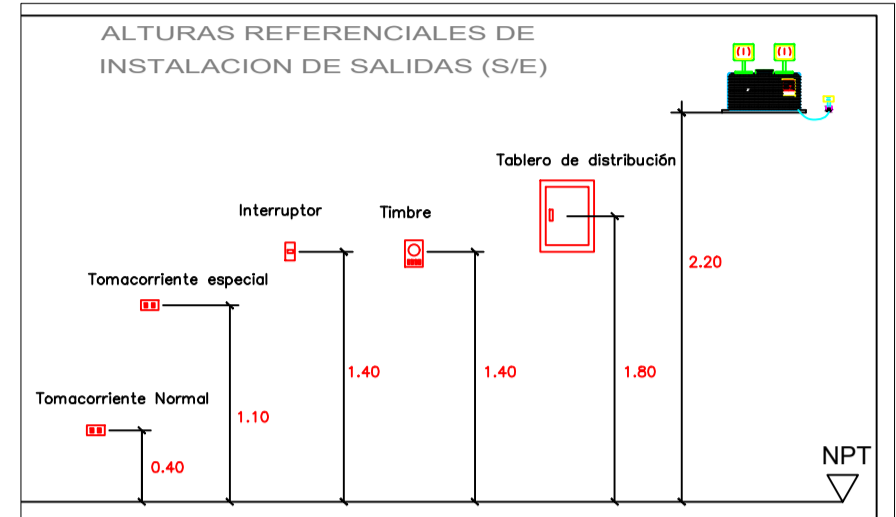 ALTURAS REFERENCIALES DE
INSTALACION DE SALIDAS (S/E)
Tablero de distribución
Interruptor
Timbre
2.20
Tomacorriente especial
1.40
1.40
1.80
Tomacorriente Normal
1.10
0.40
NPT